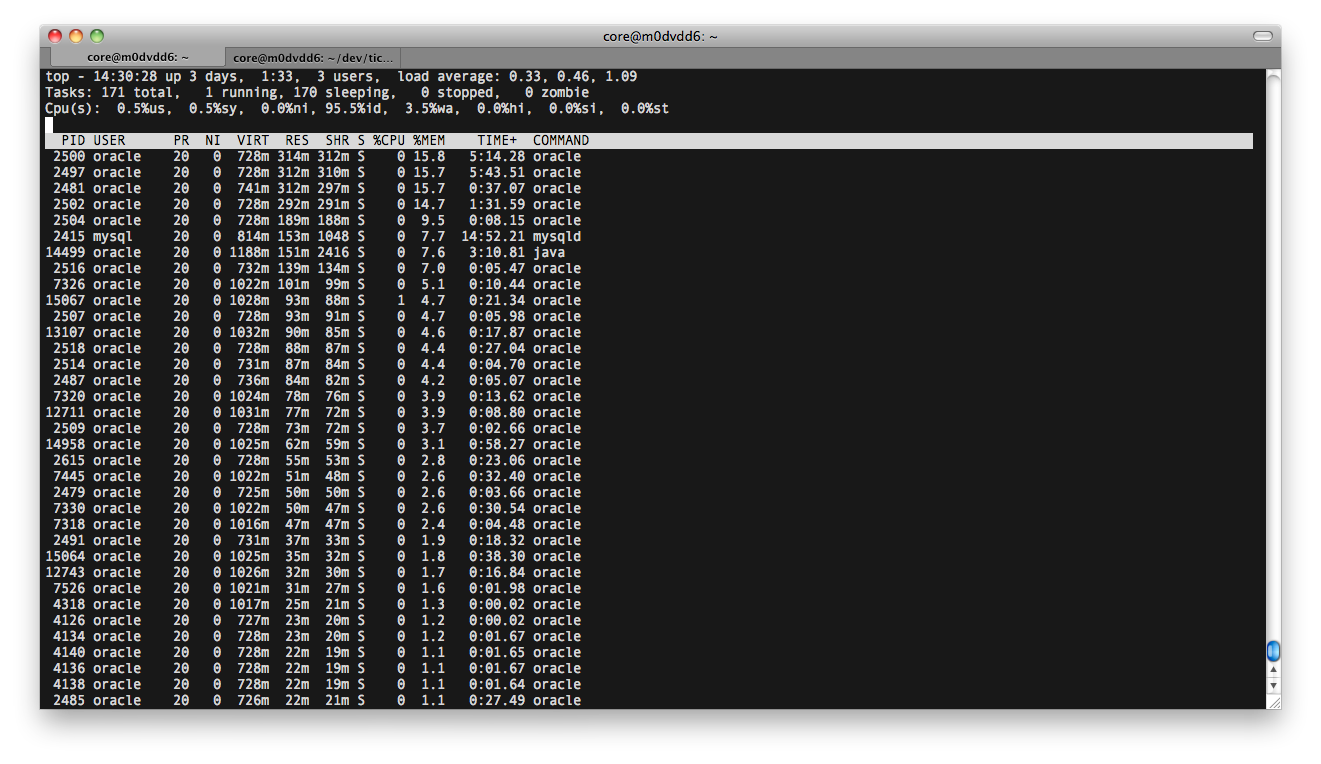 core@m0dvdd6: ~
core@m0dvdd6: ~ core@m0dvdd6: ~/dev/tic...
top - 14:30:28 up 3 days,  1:33,  3 users,  load average: 0.33, 0.46, 1.09
Tasks: 171 total,   1 running, 170 sleeping,   0 stopped,   0 zombie
Cpu(s):  0.5%us,  0.5%sy,  0.0%ni, 95.5%id,  3.5%wa,  0.0%hi,  0.0%si,  0.0%st
  PID USER      PR  NI  VIRT  RES  SHR S %CPU %MEM    TIME+  COMMAND
 2500 oracle    20   0  728m 314m 312m S    0 15.8   5:14.28 oracle
 2497 oracle    20   0  728m 312m 310m S    0 15.7   5:43.51 oracle
 2481 oracle    20   0  741m 312m 297m S    0 15.7   0:37.07 oracle
 2502 oracle    20   0  728m 292m 291m S    0 14.7   1:31.59 oracle
 2504 oracle    20   0  728m 189m 188m S    0  9.5   0:08.15 oracle
 2415 mysql     20   0  814m 153m 1048 S    0  7.7  14:52.21 mysqld
14499 oracle    20   0 1188m 151m 2416 S    0  7.6   3:10.81 java
 2516 oracle    20   0  732m 139m 134m S    0  7.0   0:05.47 oracle
 7326 oracle    20   0 1022m 101m  99m S    0  5.1   0:10.44 oracle
15067 oracle    20   0 1028m  93m  88m S    1  4.7   0:21.34 oracle
 2507 oracle    20   0  728m  93m  91m S    0  4.7   0:05.98 oracle
13107 oracle    20   0 1032m  90m  85m S    0  4.6   0:17.87 oracle
 2518 oracle    20   0  728m  88m  87m S    0  4.4   0:27.04 oracle
 2514 oracle    20   0  731m  87m  84m S    0  4.4   0:04.70 oracle
 2487 oracle    20   0  736m  84m  82m S    0  4.2   0:05.07 oracle
 7320 oracle    20   0 1024m  78m  76m S    0  3.9   0:13.62 oracle
12711 oracle    20   0 1031m  77m  72m S    0  3.9   0:08.80 oracle
 2509 oracle    20   0  728m  73m  72m S    0  3.7   0:02.66 oracle
14958 oracle    20   0 1025m  62m  59m S    0  3.1   0:58.27 oracle
 2615 oracle    20   0  728m  55m  53m S    0  2.8   0:23.06 oracle
 7445 oracle    20   0 1022m  51m  48m S    0  2.6   0:32.40 oracle
 2479 oracle    20   0  725m  50m  50m S    0  2.6   0:03.66 oracle
 7330 oracle    20   0 1022m  50m  47m S    0  2.6   0:30.54 oracle
 7318 oracle    20   0 1016m  47m  47m S    0  2.4   0:04.48 oracle
 2491 oracle    20   0  731m  37m  33m S    0  1.9   0:18.32 oracle
15064 oracle    20   0 1025m  35m  32m S    0  1.8   0:38.30 oracle
12743 oracle    20   0 1026m  32m  30m S    0  1.7   0:16.84 oracle
 7526 oracle    20   0 1021m  31m  27m S    0  1.6   0:01.98 oracle
 4318 oracle    20   0 1017m  25m  21m S    0  1.3   0:00.02 oracle
 4126 oracle    20   0  727m  23m  20m S    0  1.2   0:00.02 oracle
 4134 oracle    20   0  728m  23m  20m S    0  1.2   0:01.67 oracle
 4140 oracle    20   0  728m  22m  19m S    0  1.1   0:01.65 oracle
 4136 oracle    20   0  728m  22m  19m S    0  1.1   0:01.67 oracle
 4138 oracle    20   0  728m  22m  19m S    0  1.1   0:01.64 oracle
 2485 oracle    20   0  726m  22m  21m S    0  1.1   0:27.49 oracle